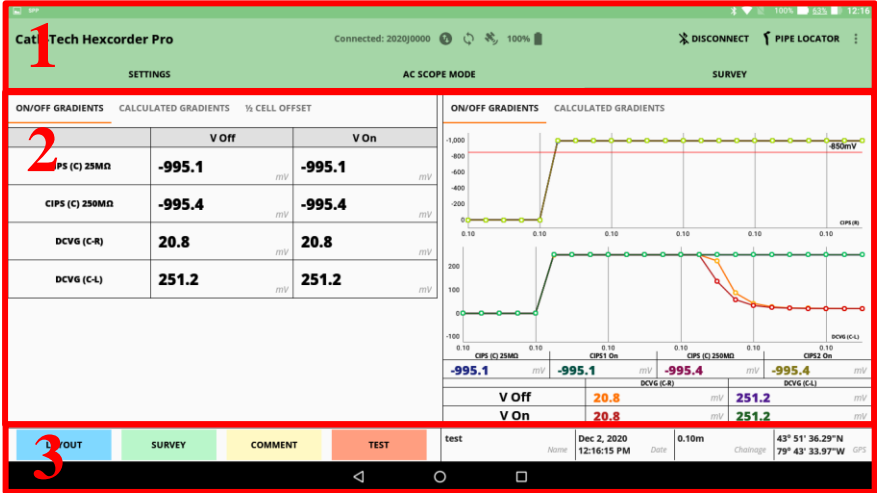 SPP 100% 62% 12:16
1
Cath-Tech Hexcorder Pro Connected: 2020J0000 100% DISCONNECT PIPE LOCATOR
SETTINGS AC SCOPE MODE SURVEY
ON/OFF GRADIENTS CALCULATED GRADIENTS ½ CELL OFFSET
2
V Off V On
CIPS (C) 25MΩ -995.1 mV -995.1 mV
CIPS (C) 250MΩ -995.4 mV -995.4 mV
DCVG (C-R) 20.8 mV 20.8 mV
DCVG (C-L) 251.2 mV 251.2 mV
ON/OFF GRADIENTS CALCULATED GRADIENTS
-1,000
-850mV
-800
-600
-400
-200
0
CIPS (R)
0.10 0.10 0.10 0.10 0.10 0.10
200
100
0
-100
DCVG (C-L)
0.10 0.10 0.10 0.10 0.10 0.10
CIPS (C) 25MΩ CIPS1 On CIPS (C) 250MΩ CIPS2 On
-995.1 mV -995.1 mV -995.4 mV -995.4 mV
DCVG (C-R) DCVG (C-L)
V Off 20.8 mV 251.2 mV
V On 20.8 mV 251.2 mV
3
LAYOUT SURVEY COMMENT TEST
test Name
Dec 2, 2020
12:16:15 PM Date
0.10m Chainage
43° 51' 36.29"N
79° 43' 33.97"W GPS